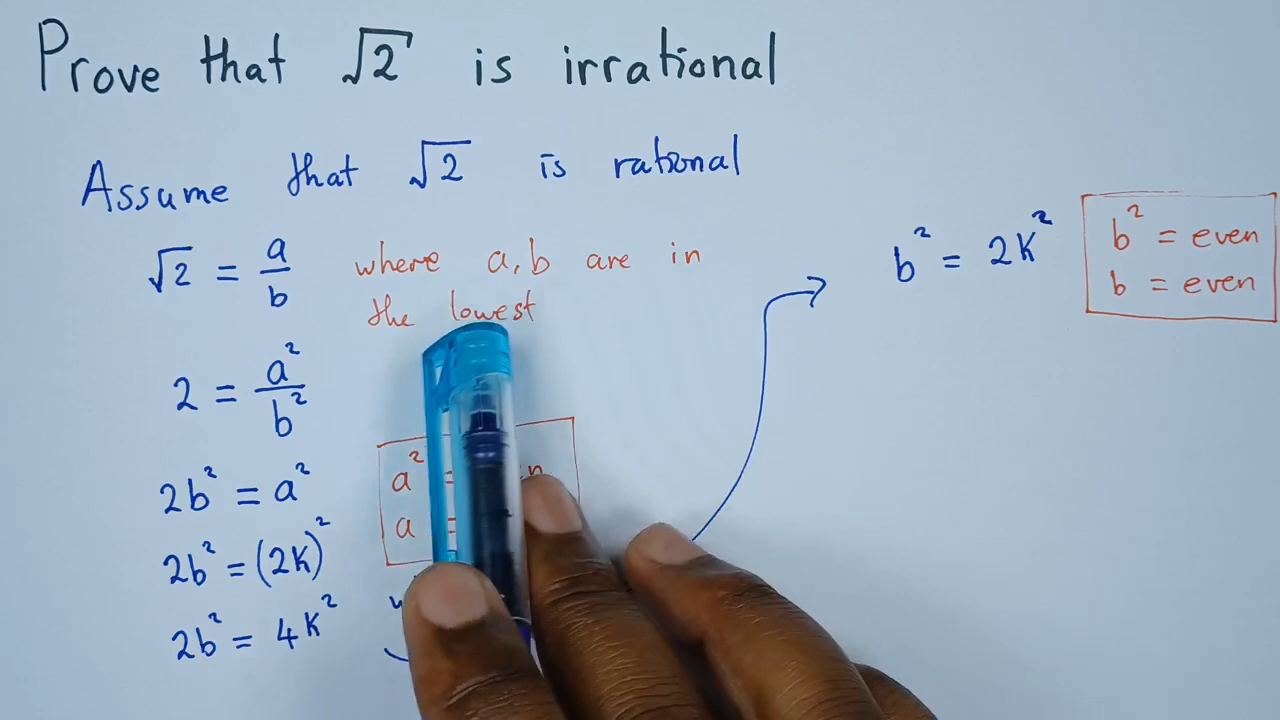 Prove that √2 is irrational
Assume that √2 is rational
√2 = a/b where a, b are in
the lowest
2 = a²/b²
2b² = a²
2b² = (2K)²
2b² = 4K²
a² =
a =
b² = 2K²
b² = even
b = even